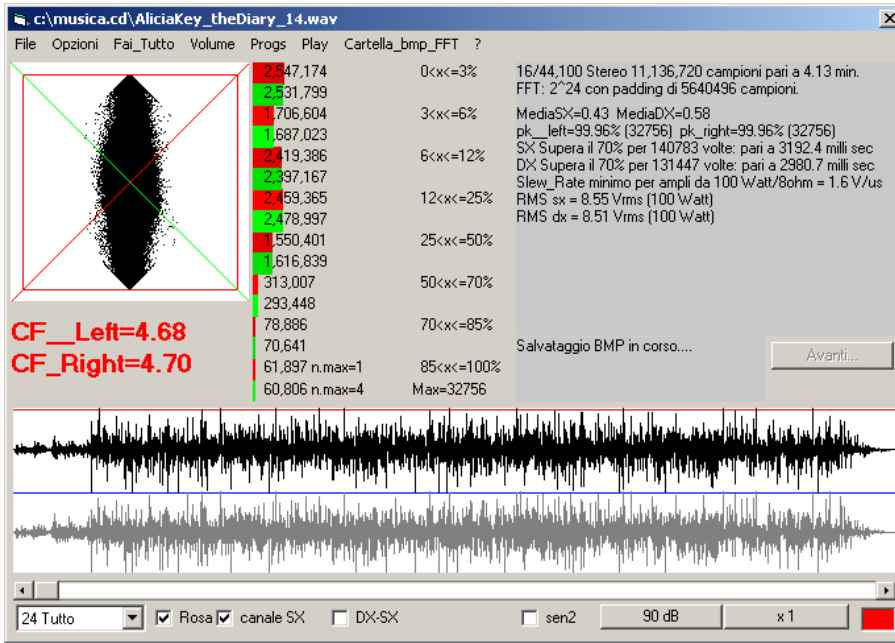 c:\musica.cd\AliciaKey_theDiary_14.wav
File Opzioni Fai_Tutto Volume Progs Play Cartella_bmp_FFT ?
2,547,174 0<x<=3%
2,531,799
1,706,604 3<x<=6%
1,687,023
2,419,386 6<x<=12%
2,397,167
2,459,365 12<x<=25%
2,478,997
1,550,401 25<x<=50%
1,616,839
313,007 50<x<=70%
293,448
78,886 70<x<=85%
70,641
61,897 n.max=1 85<x<=100%
60,806 n.max=4 Max=32756
CF__Left=4.68
CF_Right=4.70
16/44,100 Stereo 11,136,720 campioni pari a 4.13 min.
FFT: 2^24 con padding di 5640496 campioni.
MediaSX=0.43 MediaDX=0.58
pk__left=99.96% (32756) pk_right=99.96% (32756)
SX Supera il 70% per 140783 volte: pari a 3192.4 milli sec
DX Supera il 70% per 131447 volte: pari a 2980.7 milli sec
Slew_Rate minimo per ampli da 100 Watt/8ohm = 1.6 V/us
RMS sx = 8.55 Vrms (100 Watt)
RMS dx = 8.51 Vrms (100 Watt)
Salvataggio BMP in corso....
Avanti...
24 Tutto Rosa canale SX DX-SX sen2 90 dB x 1